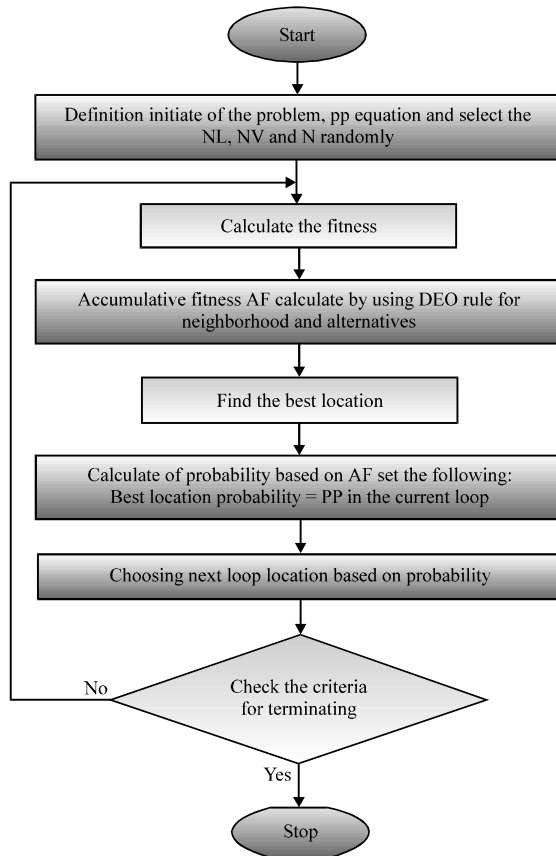 Start
Definition initiate of the problem, pp equation and select the
NL, NV and N randomly
Calculate the fitness
Accumulative fitness AF calculate by using DEO rule for
neighborhood and alternatives
Find the best location
Calculate of probability based on AF set the following:
Best location probability = PP in the current loop
Choosing next loop location based on probability
Check the criteria
for terminating
No
Yes
Stop